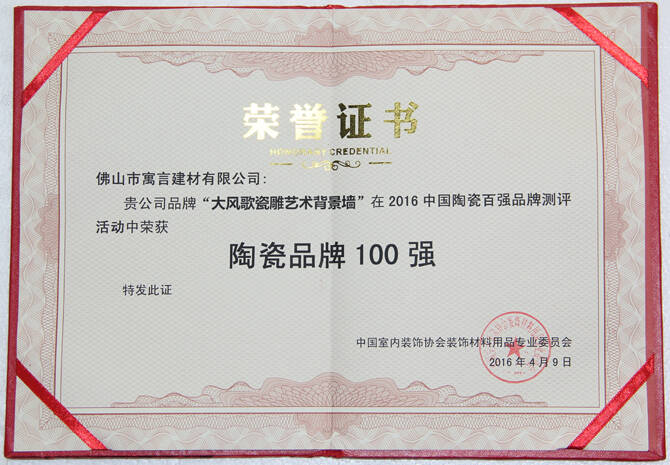 荣誉证书
CREDENTIAL
佛山市寓言建材有限公司：
贵公司品牌“大风歌瓷雕艺术背景墙”在2016中国陶瓷百强品牌测评
活动中荣获
陶瓷品牌100强
特发此证
中国室内装饰协会装饰材料用品专业委员会
2016年4月9日